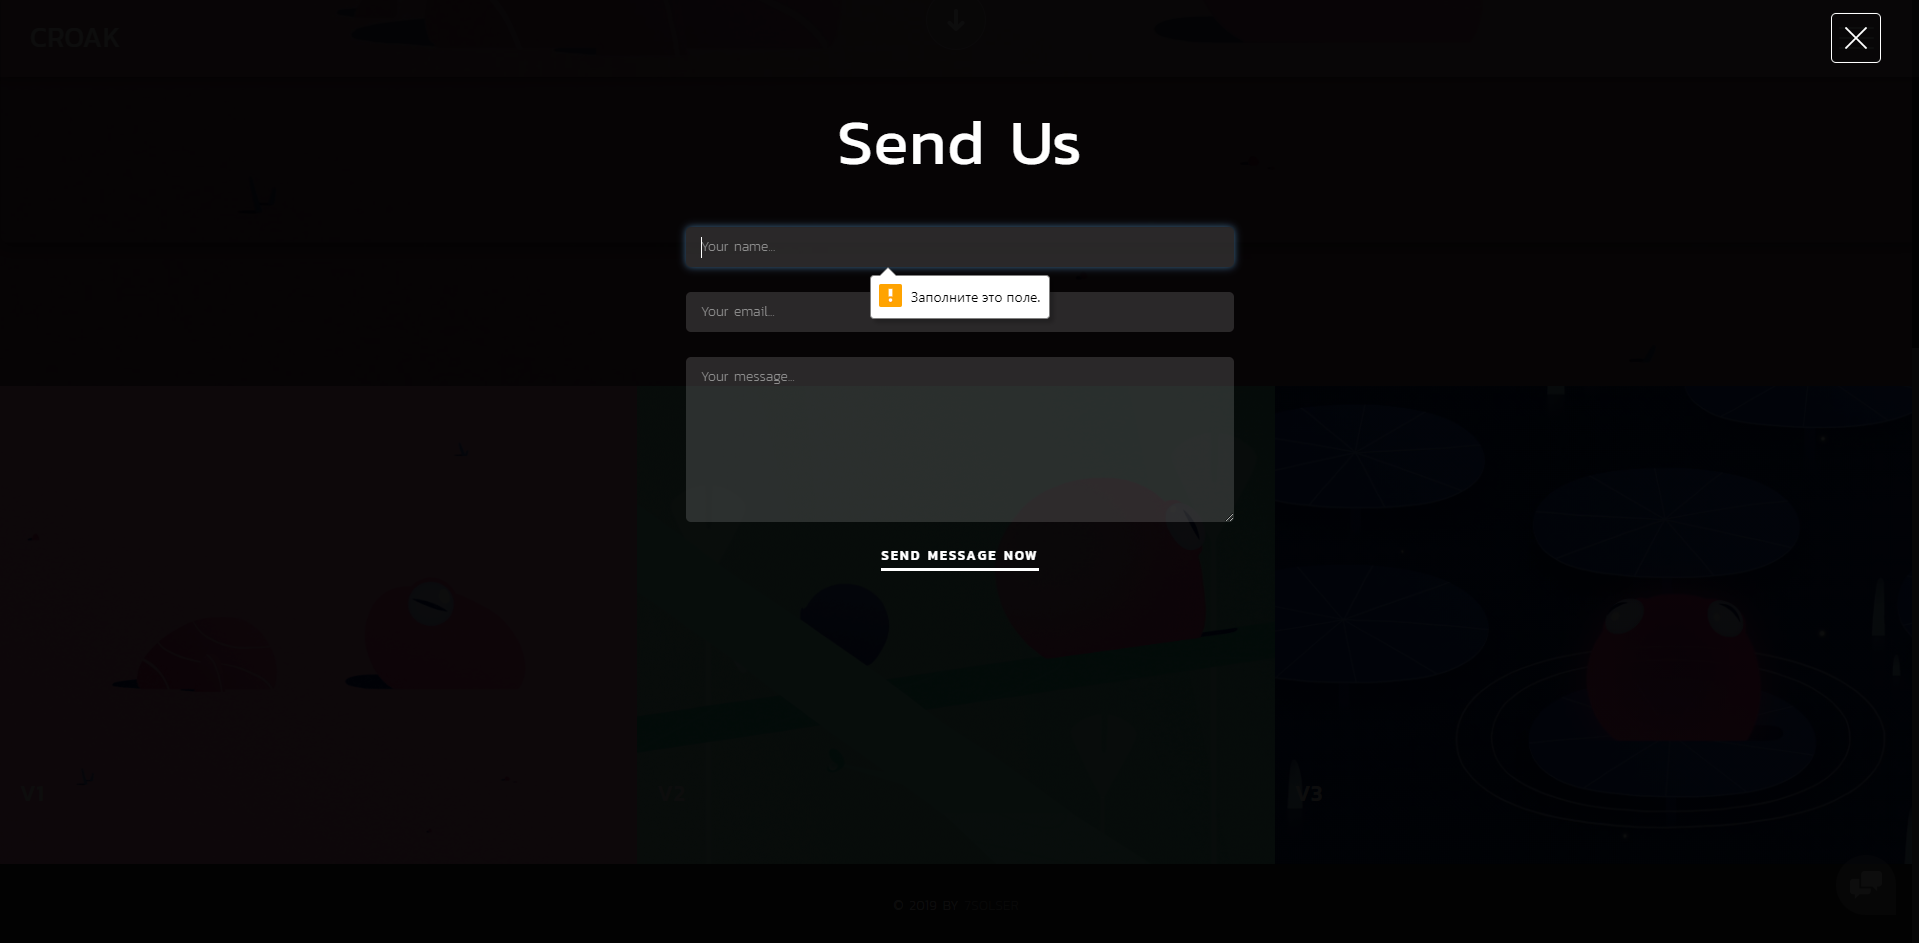 CROAK
Send Us
Your name...
Заполните это поле.
Your email...
Your message...
SEND MESSAGE NOW
V1
V2
V3
© 2019 BY